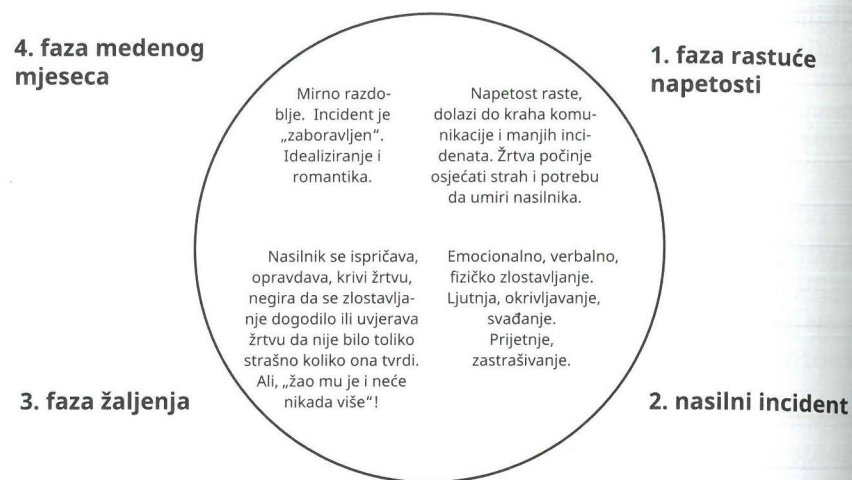 4. faza medenog
mjeseca
1. faza rastuće
napetosti
Mirno razdo-
blje. Incident je
„zaboravljen“.
Idealiziranje i
romantika.
Napetost raste,
dolazi do kraha komu-
nikacije i manjih inci-
denata. Žrtva počinje
osjećati strah i potrebu
da umiri nasilnika.
Nasilnik se ispričava,
opravdava, krivi žrtvu,
negira da se zlostavlja-
nje dogodilo ili uvjerava
žrtvu da nije bilo toliko
strašno koliko ona tvrdi.
Ali, „žao mu je i neće
nikada više“!
Emocionalno, verbalno,
fizičko zlostavljanje.
Ljutnja, okrivljavanje,
svađanje.
Prijetnje,
zastrašivanje.
3. faza žaljenja
2. nasilni incident